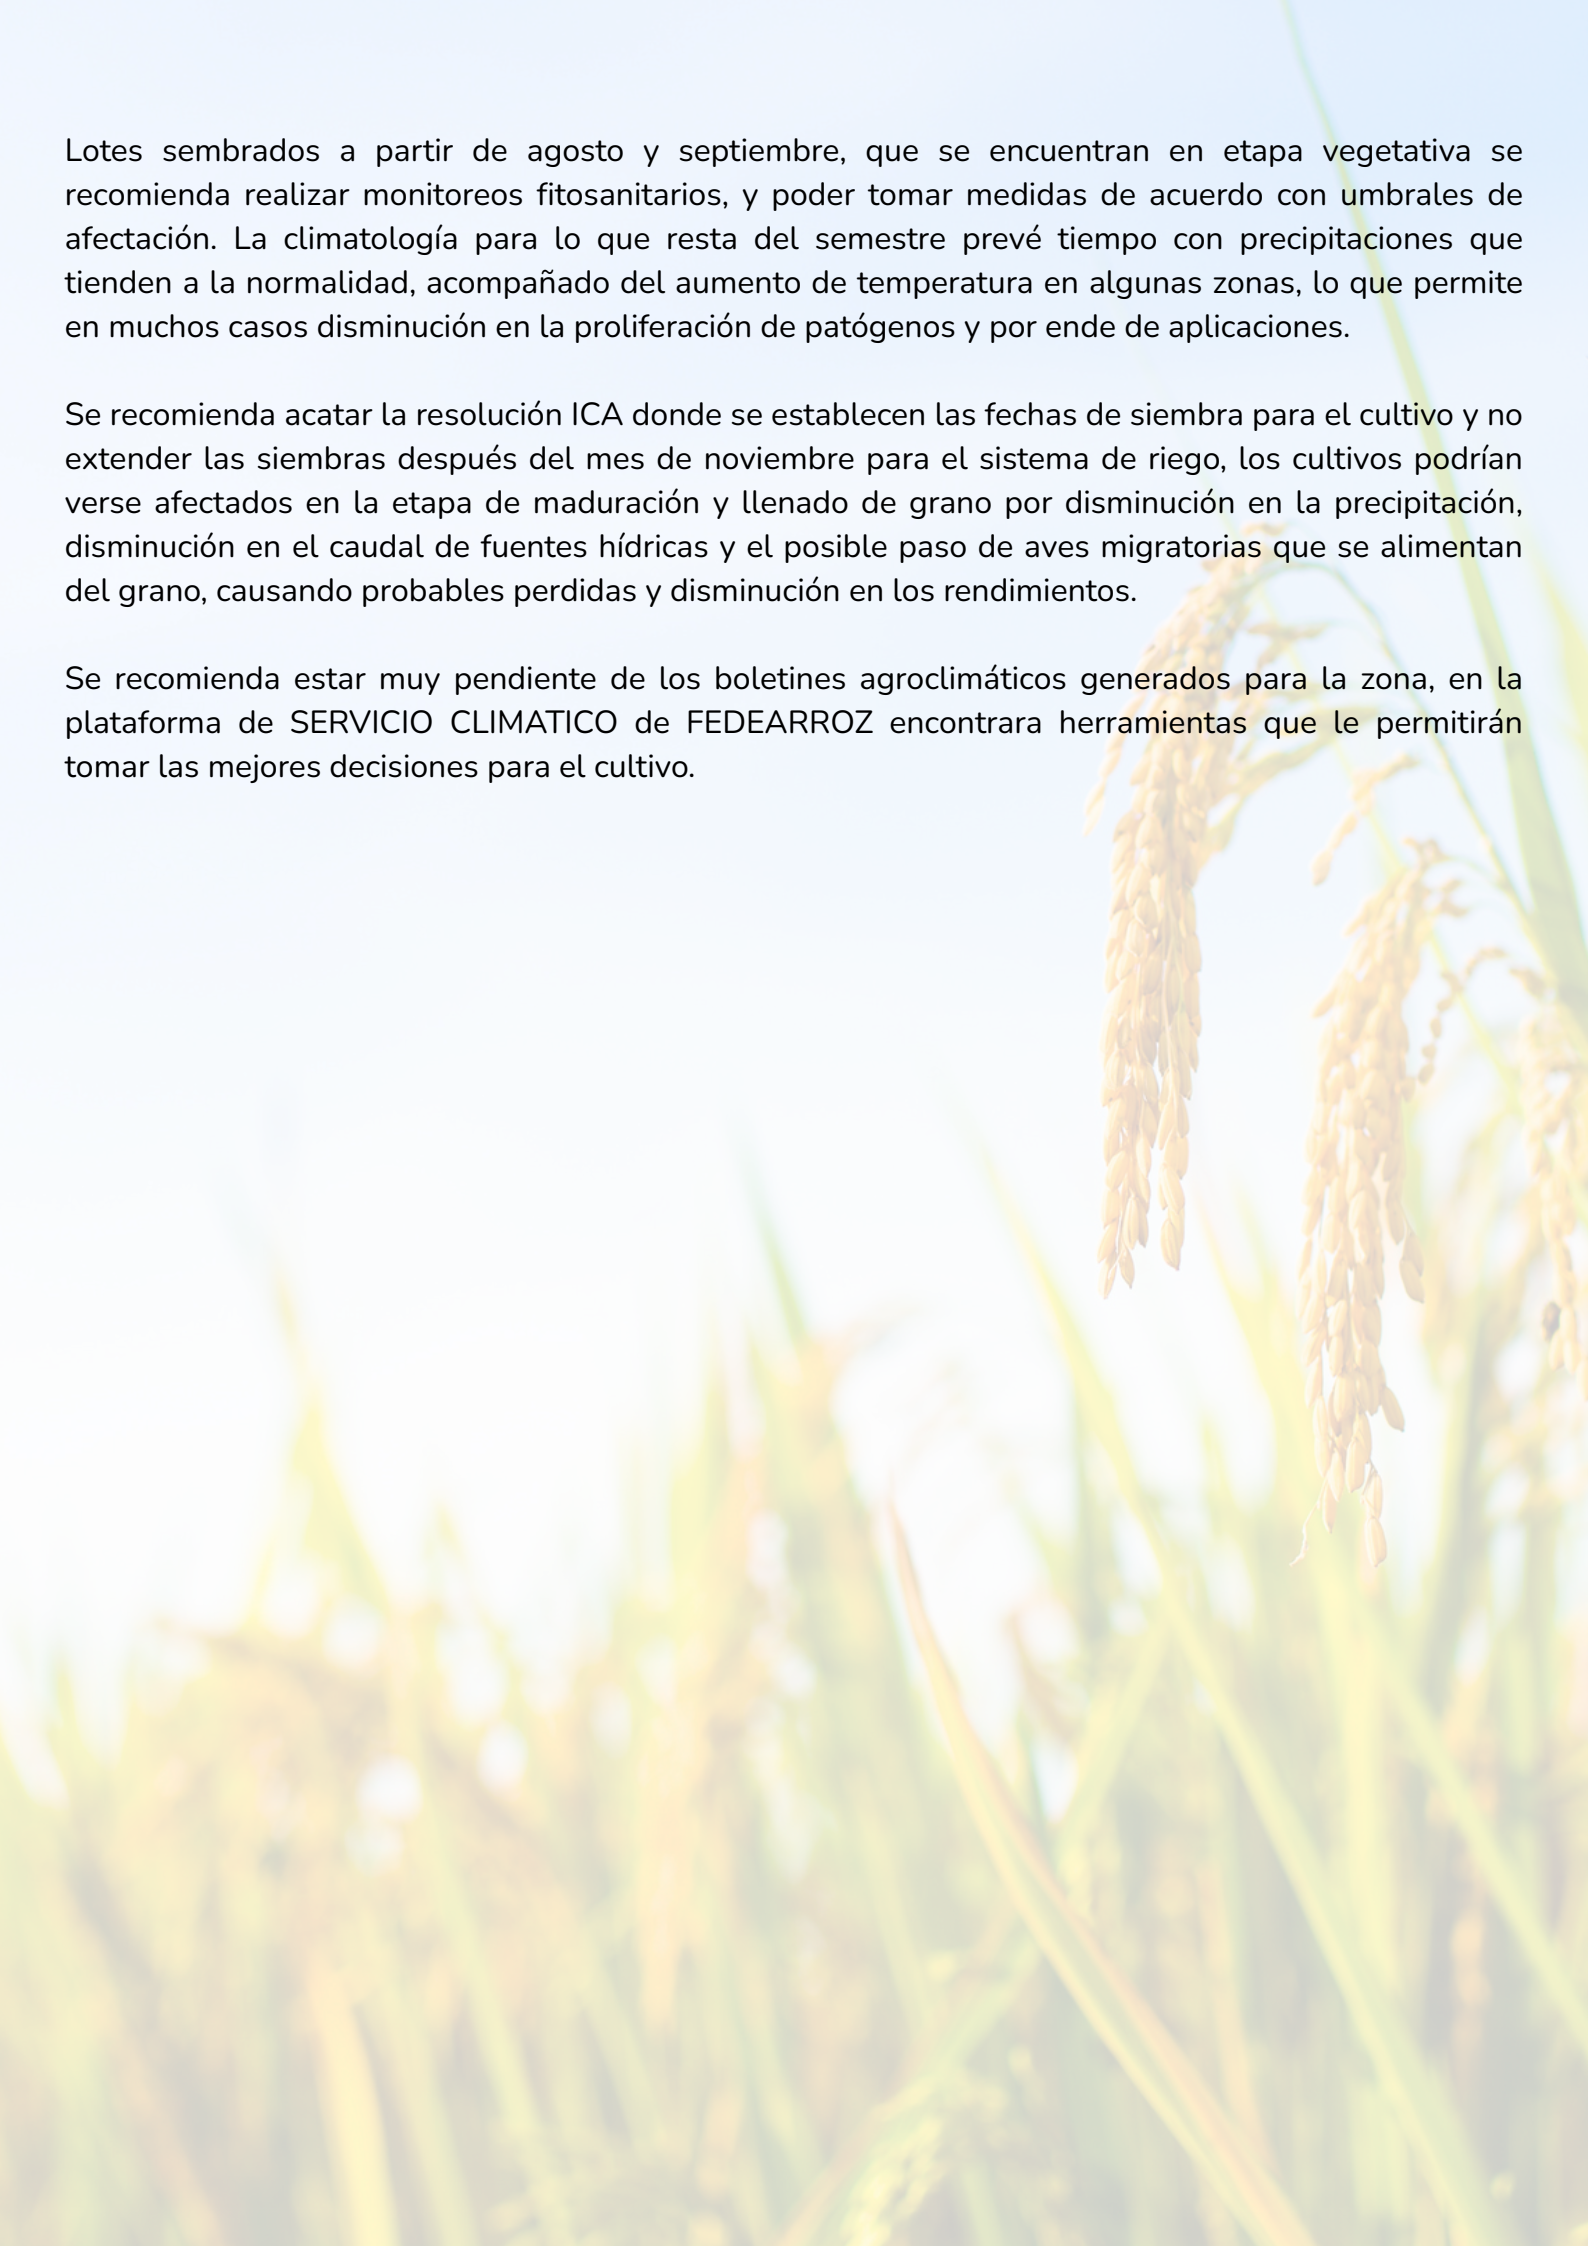 Lotes sembrados a partir de agosto y septiembre, que se encuentran en etapa vegetativa se
recomienda realizar monitoreos fitosanitarios, y poder tomar medidas de acuerdo con umbrales de
afectación. La climatología para lo que resta del semestre prevé tiempo con precipitaciones que
tienden a la normalidad, acompañado del aumento de temperatura en algunas zonas, lo que permite
en muchos casos disminución en la proliferación de patógenos y por ende de aplicaciones.
Se recomienda acatar la resolución ICA donde se establecen las fechas de siembra para el cultivo y no
extender las siembras después del mes de noviembre para el sistema de riego, los cultivos podrían
verse afectados en la etapa de maduración y llenado de grano por disminución en la precipitación,
disminución en el caudal de fuentes hídricas y el posible paso de aves migratorias que se alimentan
del grano, causando probables perdidas y disminución en los rendimientos.
Se recomienda estar muy pendiente de los boletines agroclimáticos generados para la zona, en la
plataforma de SERVICIO CLIMATICO de FEDEARROZ encontrara herramientas que le permitirán
tomar las mejores decisiones para el cultivo.